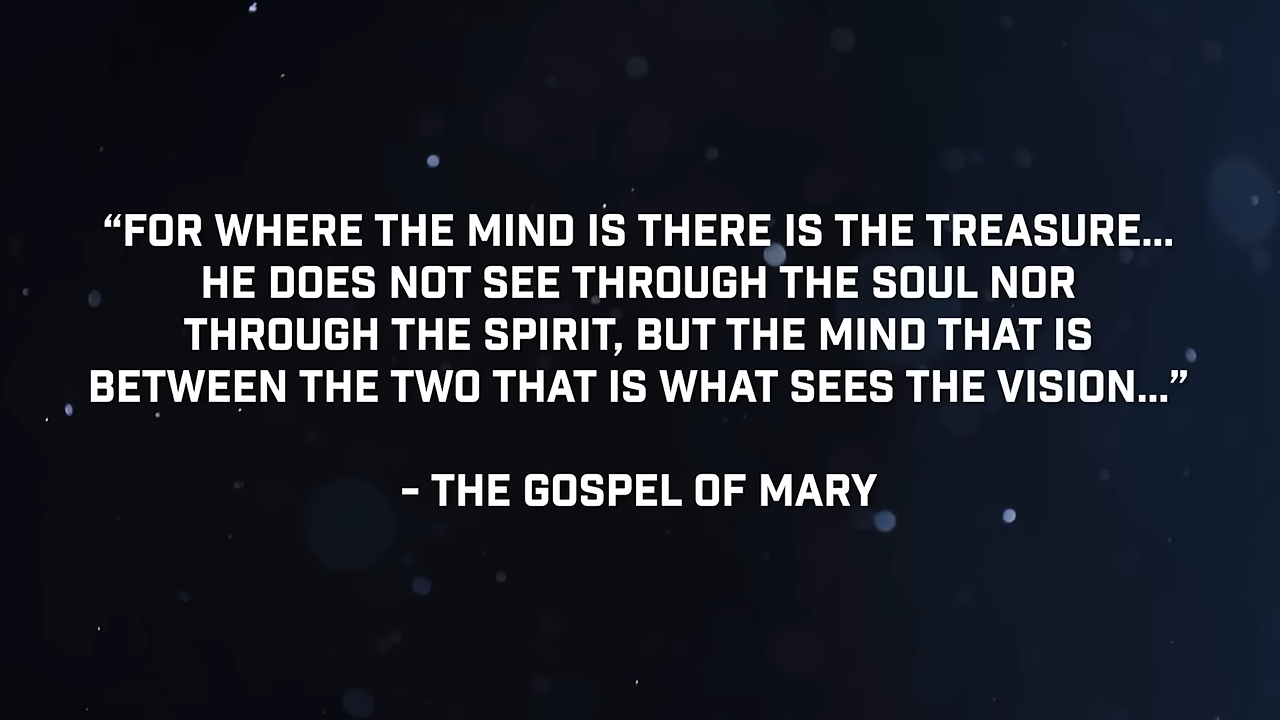 “FOR WHERE THE MIND IS THERE IS THE TREASURE...
HE DOES NOT SEE THROUGH THE SOUL NOR
THROUGH THE SPIRIT, BUT THE MIND THAT IS
BETWEEN THE TWO THAT IS WHAT SEES THE VISION...”
– THE GOSPEL OF MARY